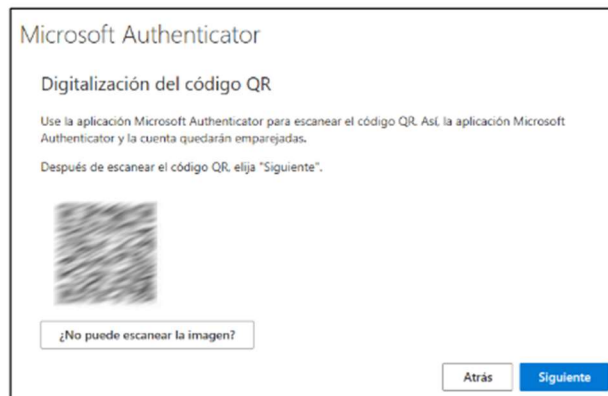 Microsoft Authenticator
Digitalización del código QR
Use la aplicación Microsoft Authenticator para escanear el código QR. Así, la aplicación Microsoft
Authenticator y la cuenta quedarán emparejadas.
Después de escanear el código QR, elija "Siguiente".
¿No puede escanear la imagen?
Atrás
Siguiente